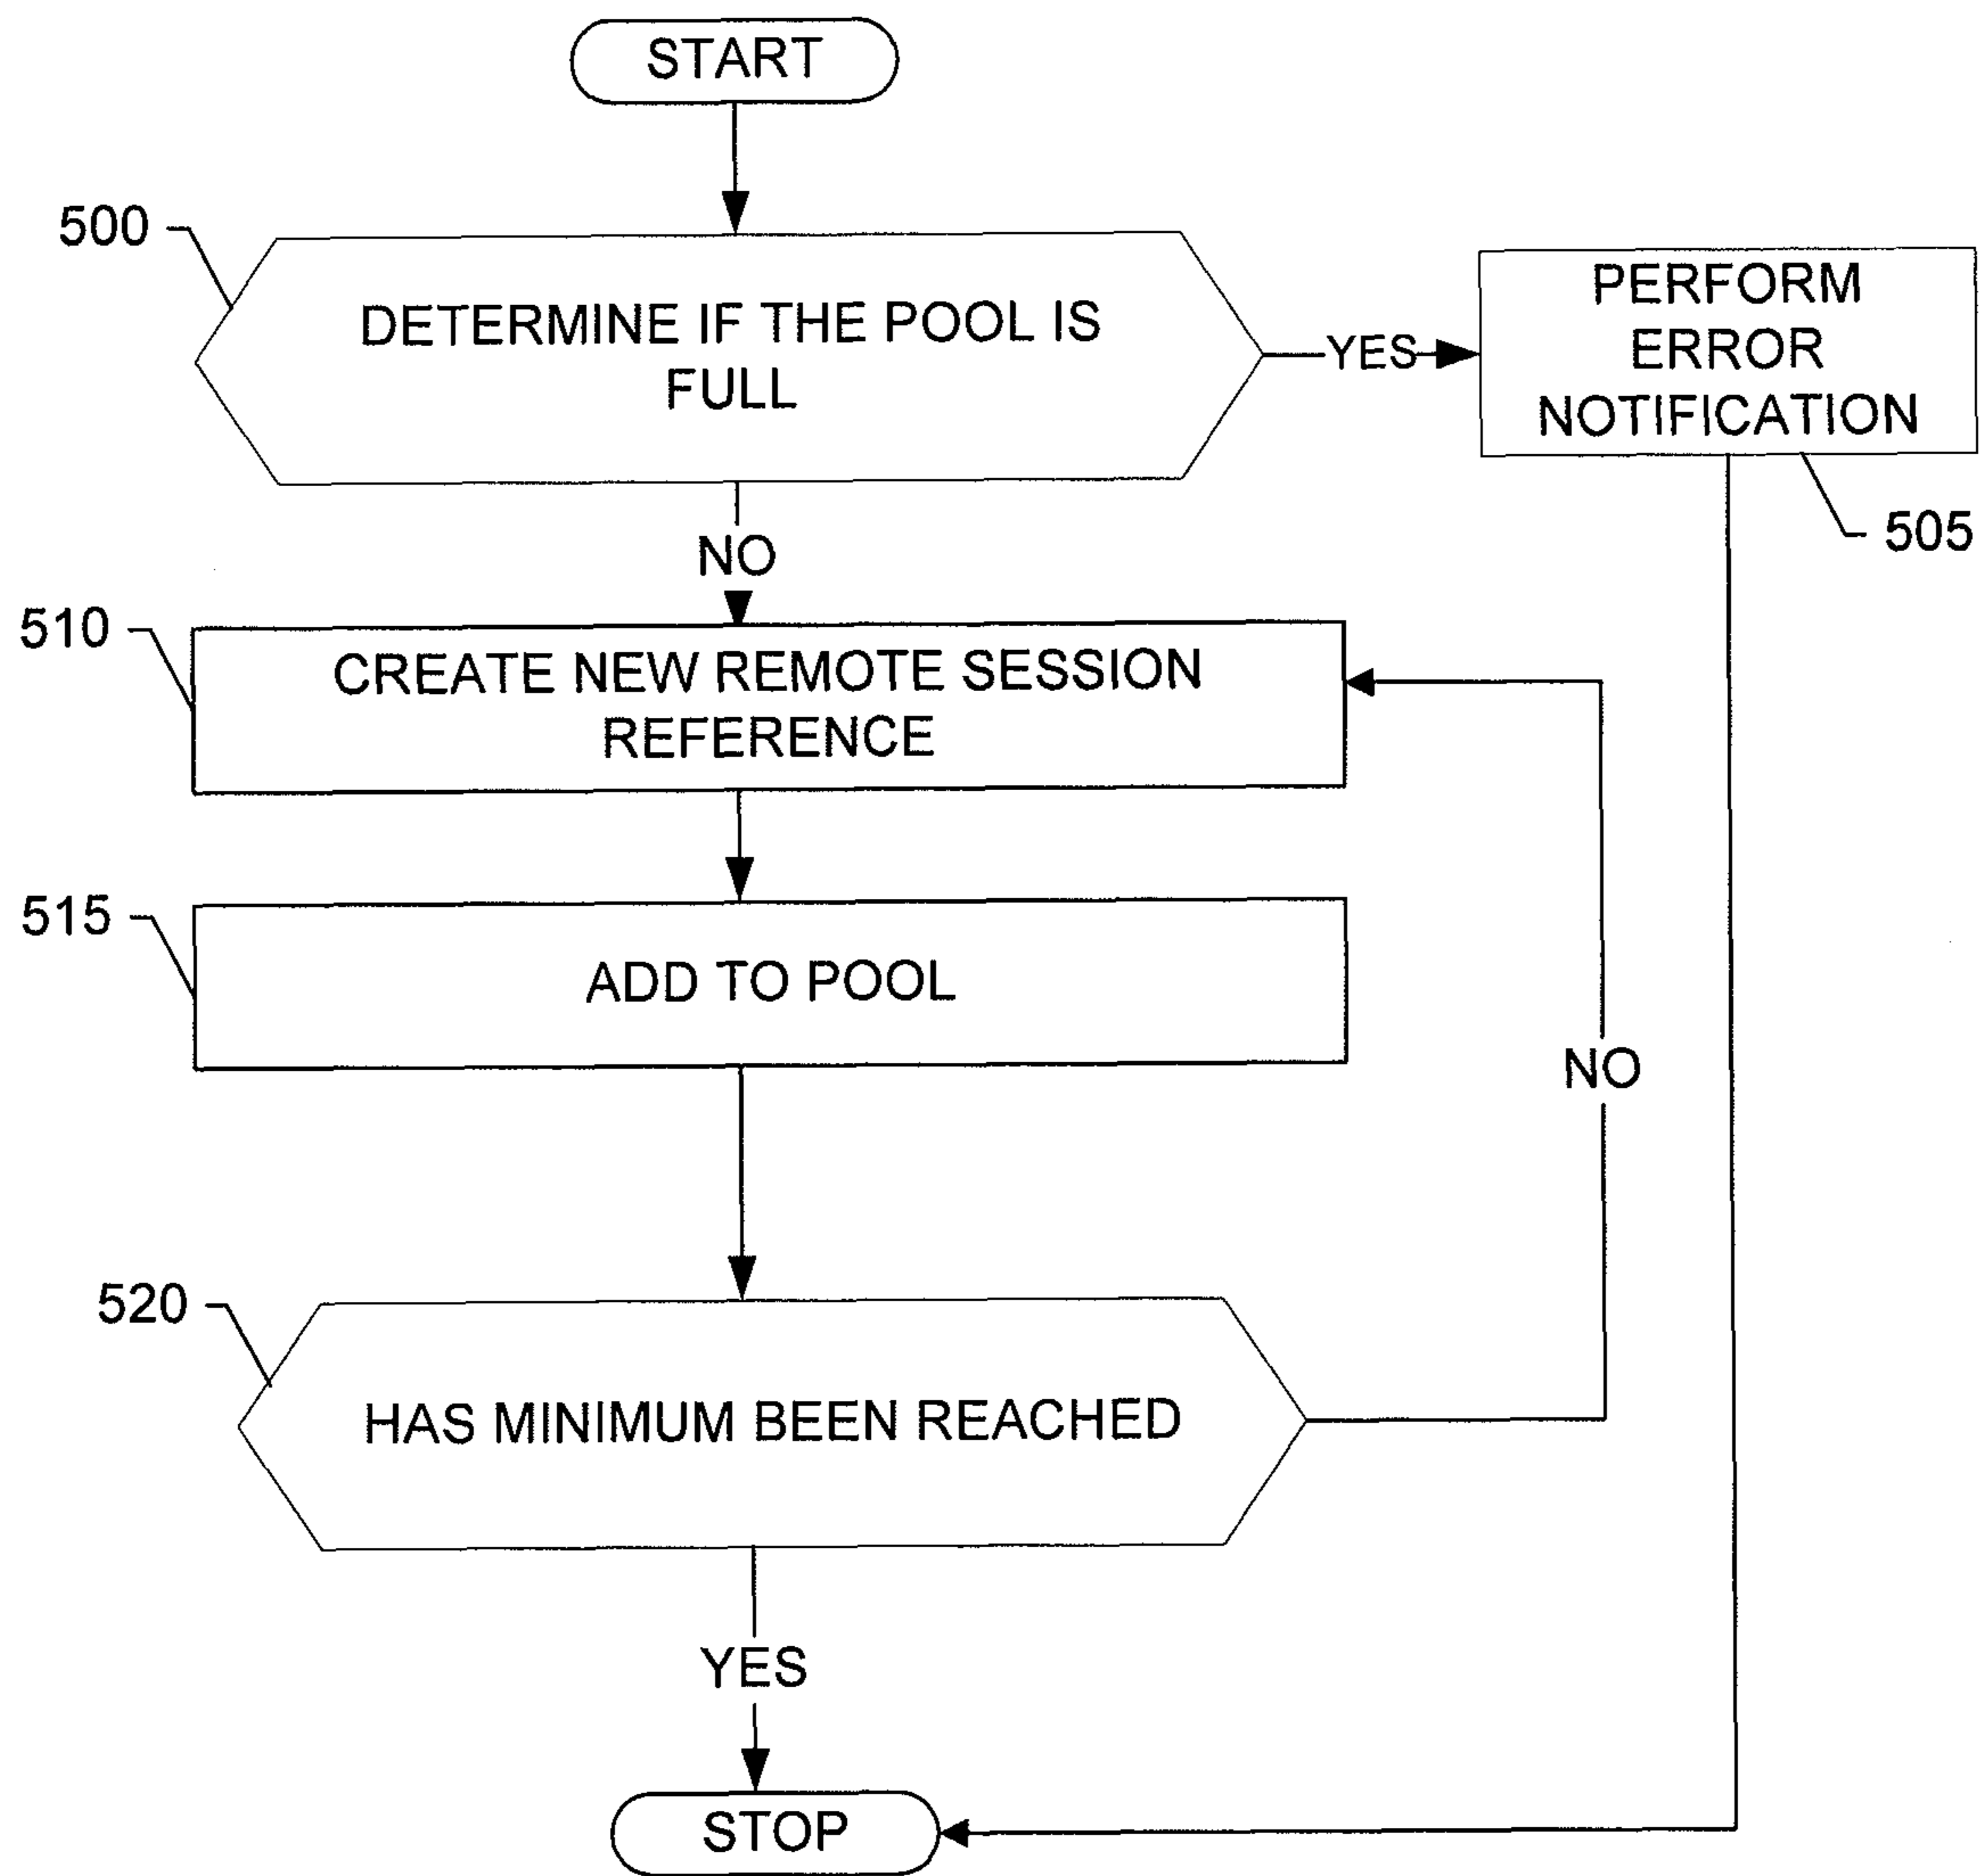 START
500
DETERMINE IF THE POOL IS
FULL
YES
PERFORM
ERROR
NOTIFICATION
505
NO
510
CREATE NEW REMOTE SESSION
REFERENCE
515
ADD TO POOL
NO
520
HAS MINIMUM BEEN REACHED
YES
STOP